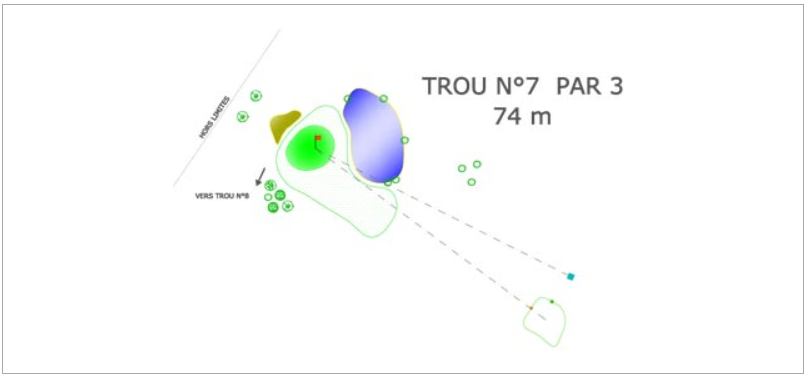 TROU N°7 PAR 3
74 m
HORS LIMITES
VERS TROU N°8